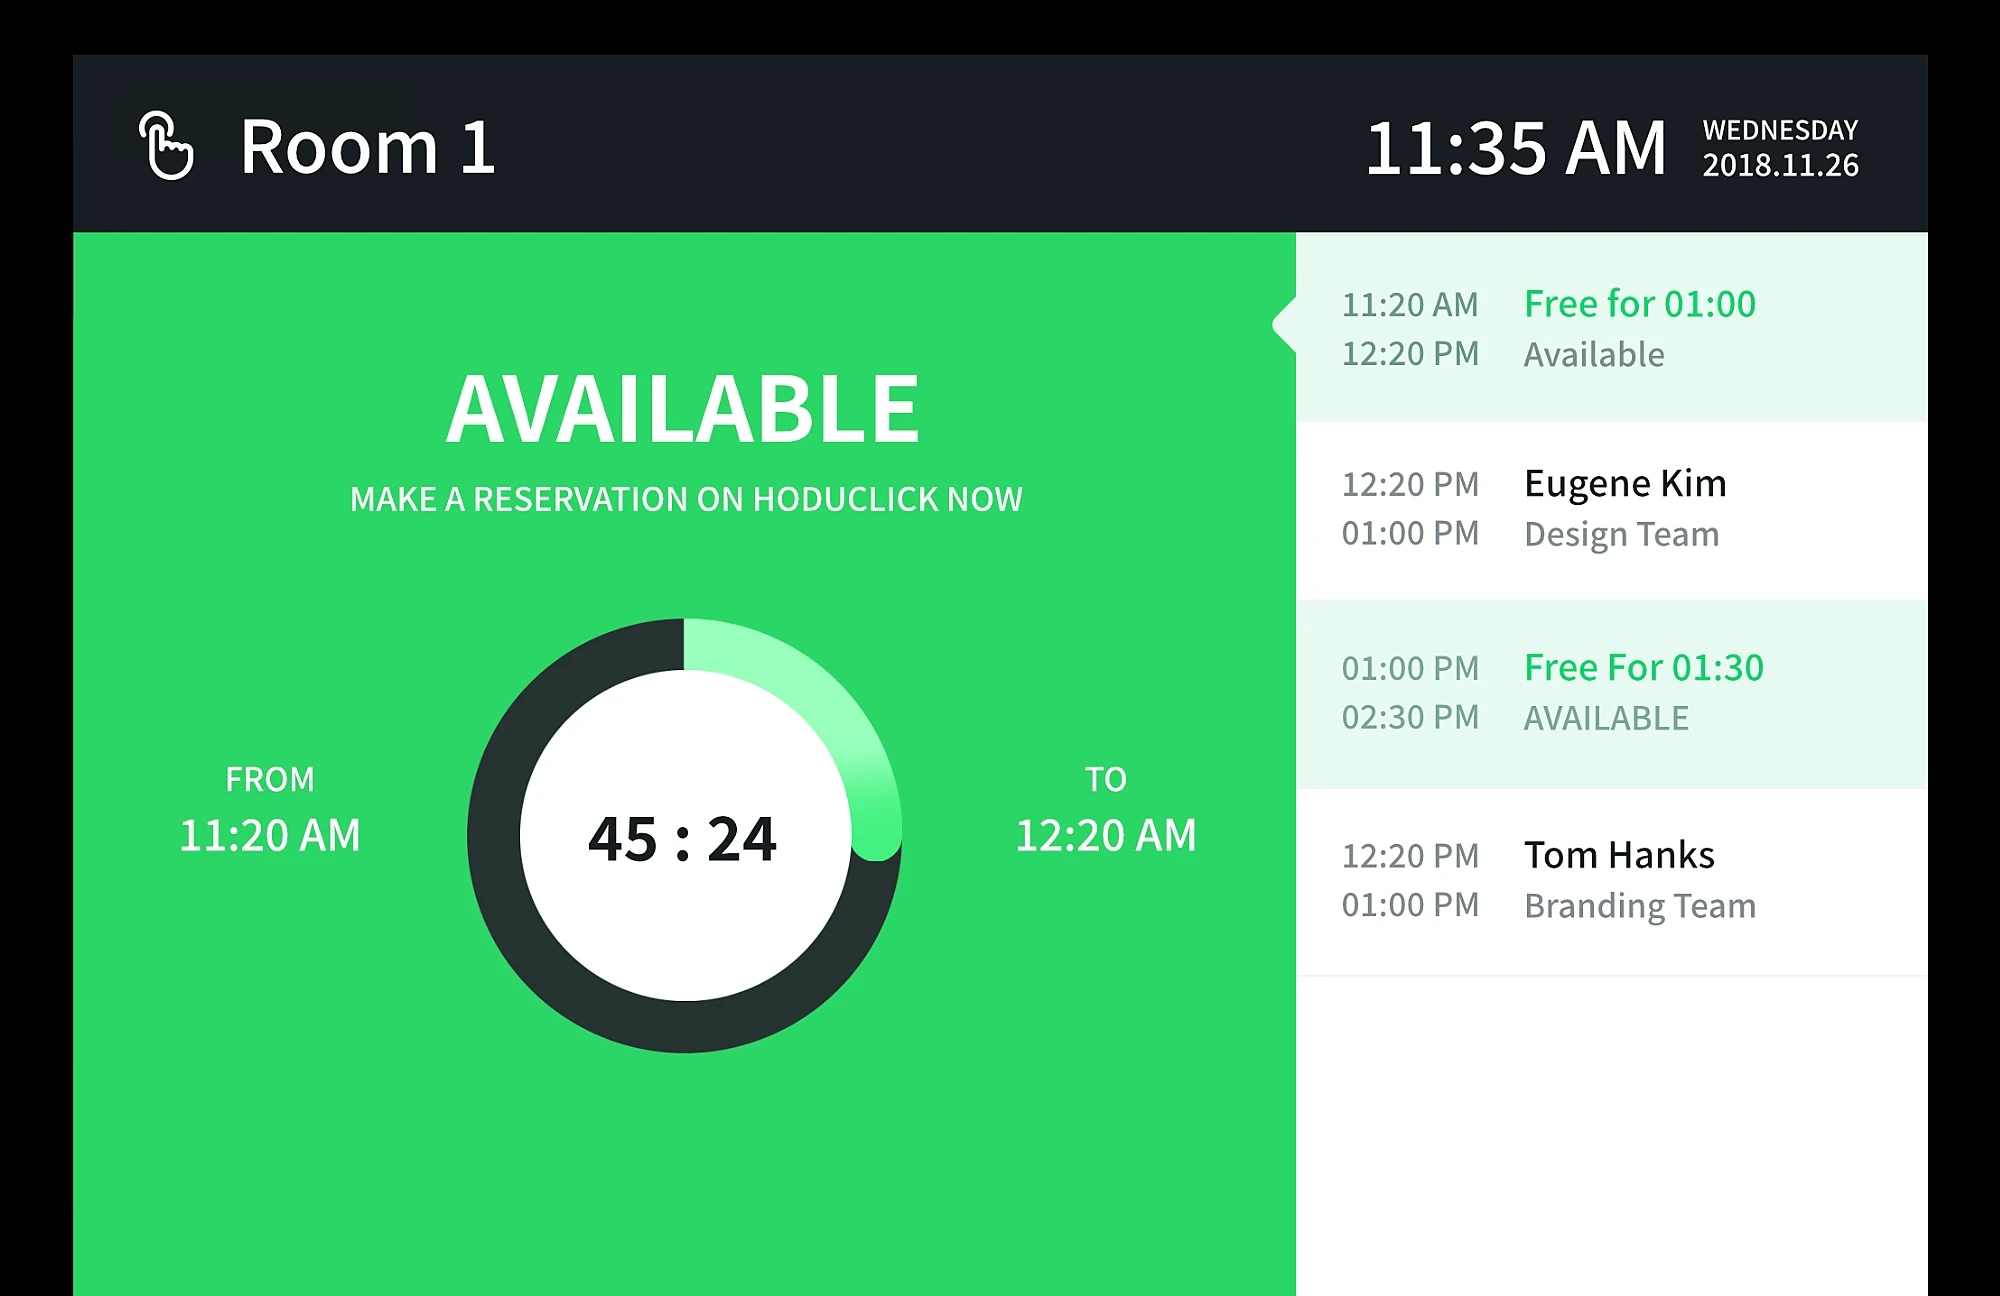 Room 1
11:35 AM
WEDNESDAY
2018.11.26
AVAILABLE
MAKE A RESERVATION ON HODUCLICK NOW
FROM
11:20 AM
45 : 24
TO
12:20 AM
11:20 AM Free for 01:00
12:20 PM Available
12:20 PM Eugene Kim
01:00 PM Design Team
01:00 PM Free For 01:30
02:30 PM AVAILABLE
12:20 PM Tom Hanks
01:00 PM Branding Team